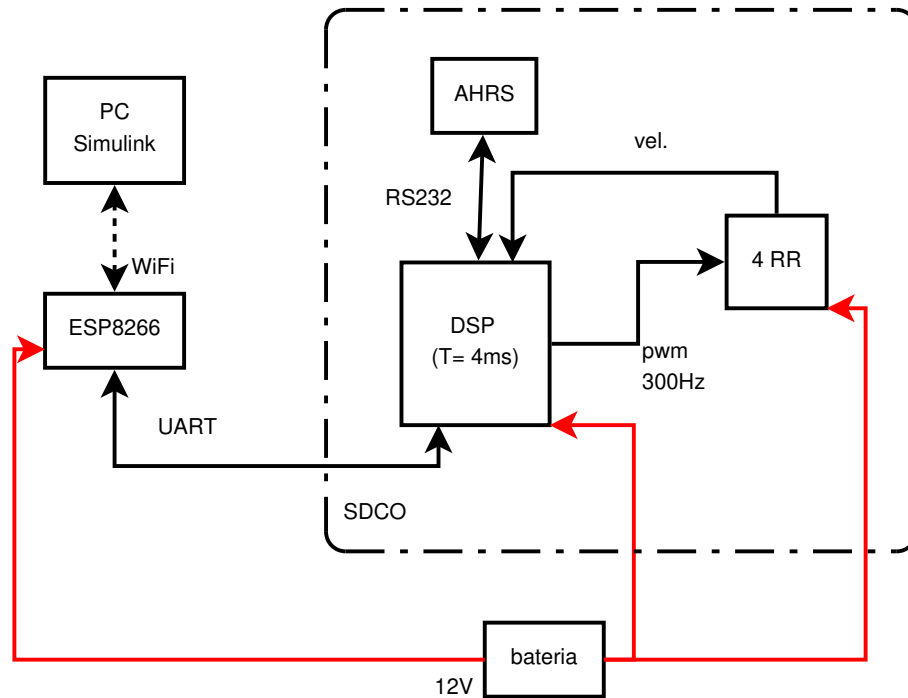 PC
Simulink
AHRS
vel.
RS232
4 RR
WiFi
ESP8266
DSP
(T= 4ms)
pwm
300Hz
UART
SDCO
bateria
12V